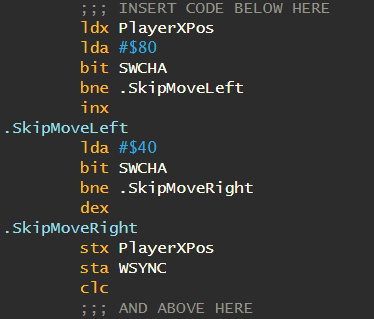 ;;; INSERT CODE BELOW HERE
ldx PlayerXPos
lda #$80
bit SWCHA
bne .SkipMoveLeft
inx
.SkipMoveLeft
lda #$40
bit SWCHA
bne .SkipMoveRight
dex
.SkipMoveRight
stx PlayerXPos
sta WSYNC
clc
;;; AND ABOVE HERE